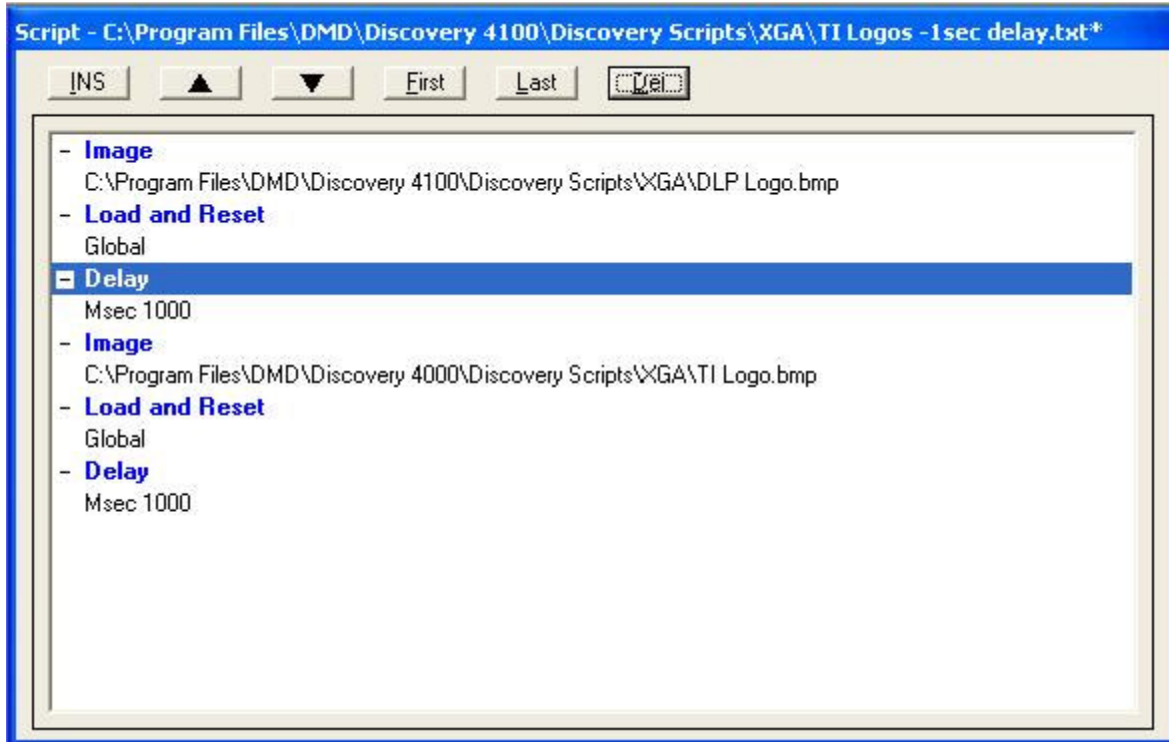 Script - C:\Program Files\DMD\Discovery 4100\Discovery Scripts\XGA\TI Logos -1sec delay.txt*
INS ▲ ▼ First Last Del
- Image
C:\Program Files\DMD\Discovery 4100\Discovery Scripts\XGA\DLP Logo.bmp
- Load and Reset
Global
- Delay
Msec 1000
- Image
C:\Program Files\DMD\Discovery 4000\Discovery Scripts\XGA\TI Logo.bmp
- Load and Reset
Global
- Delay
Msec 1000